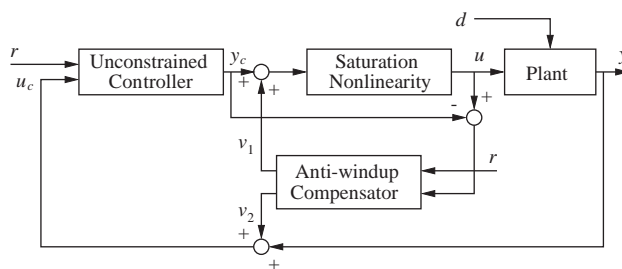 d
r
Unconstrained
Controller
y_c
Saturation
Nonlinearity
u
Plant
y
u_c
+
+
+
-
v_1
Anti-windup
Compensator
r
v_2
+
+